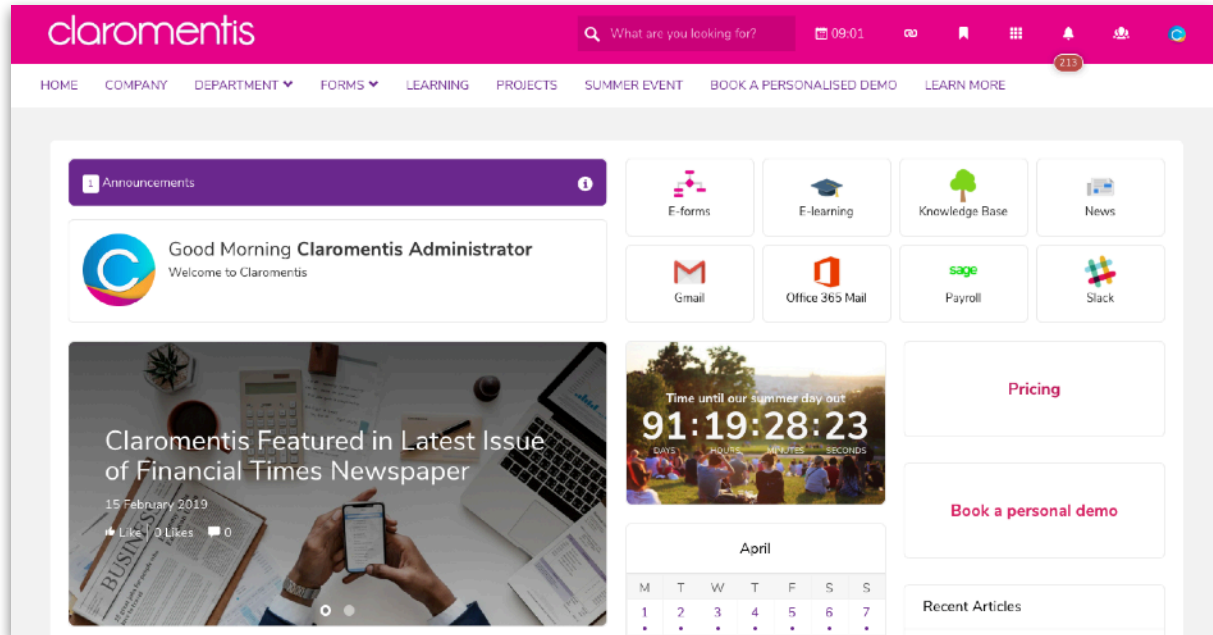 claromentis
What are you looking for?
09:01
213
HOME COMPANY DEPARTMENT FORMS LEARNING PROJECTS SUMMER EVENT BOOK A PERSONALISED DEMO LEARN MORE
1 Announcements
Good Morning Claromentis Administrator
Welcome to Claromentis
E-forms
E-learning
Knowledge Base
News
Gmail
Office 365 Mail
sage
Payroll
Slack
Claromentis Featured in Latest Issue
of Financial Times Newspaper
15 February 2019
Like 0 Likes 0
BUSINESS
Time until our summer day out
91:19:28:23
DAYS HOURS MINUTES SECONDS
Pricing
Book a personal demo
April
M T W T F S S
1 2 3 4 5 6 7
Recent Articles